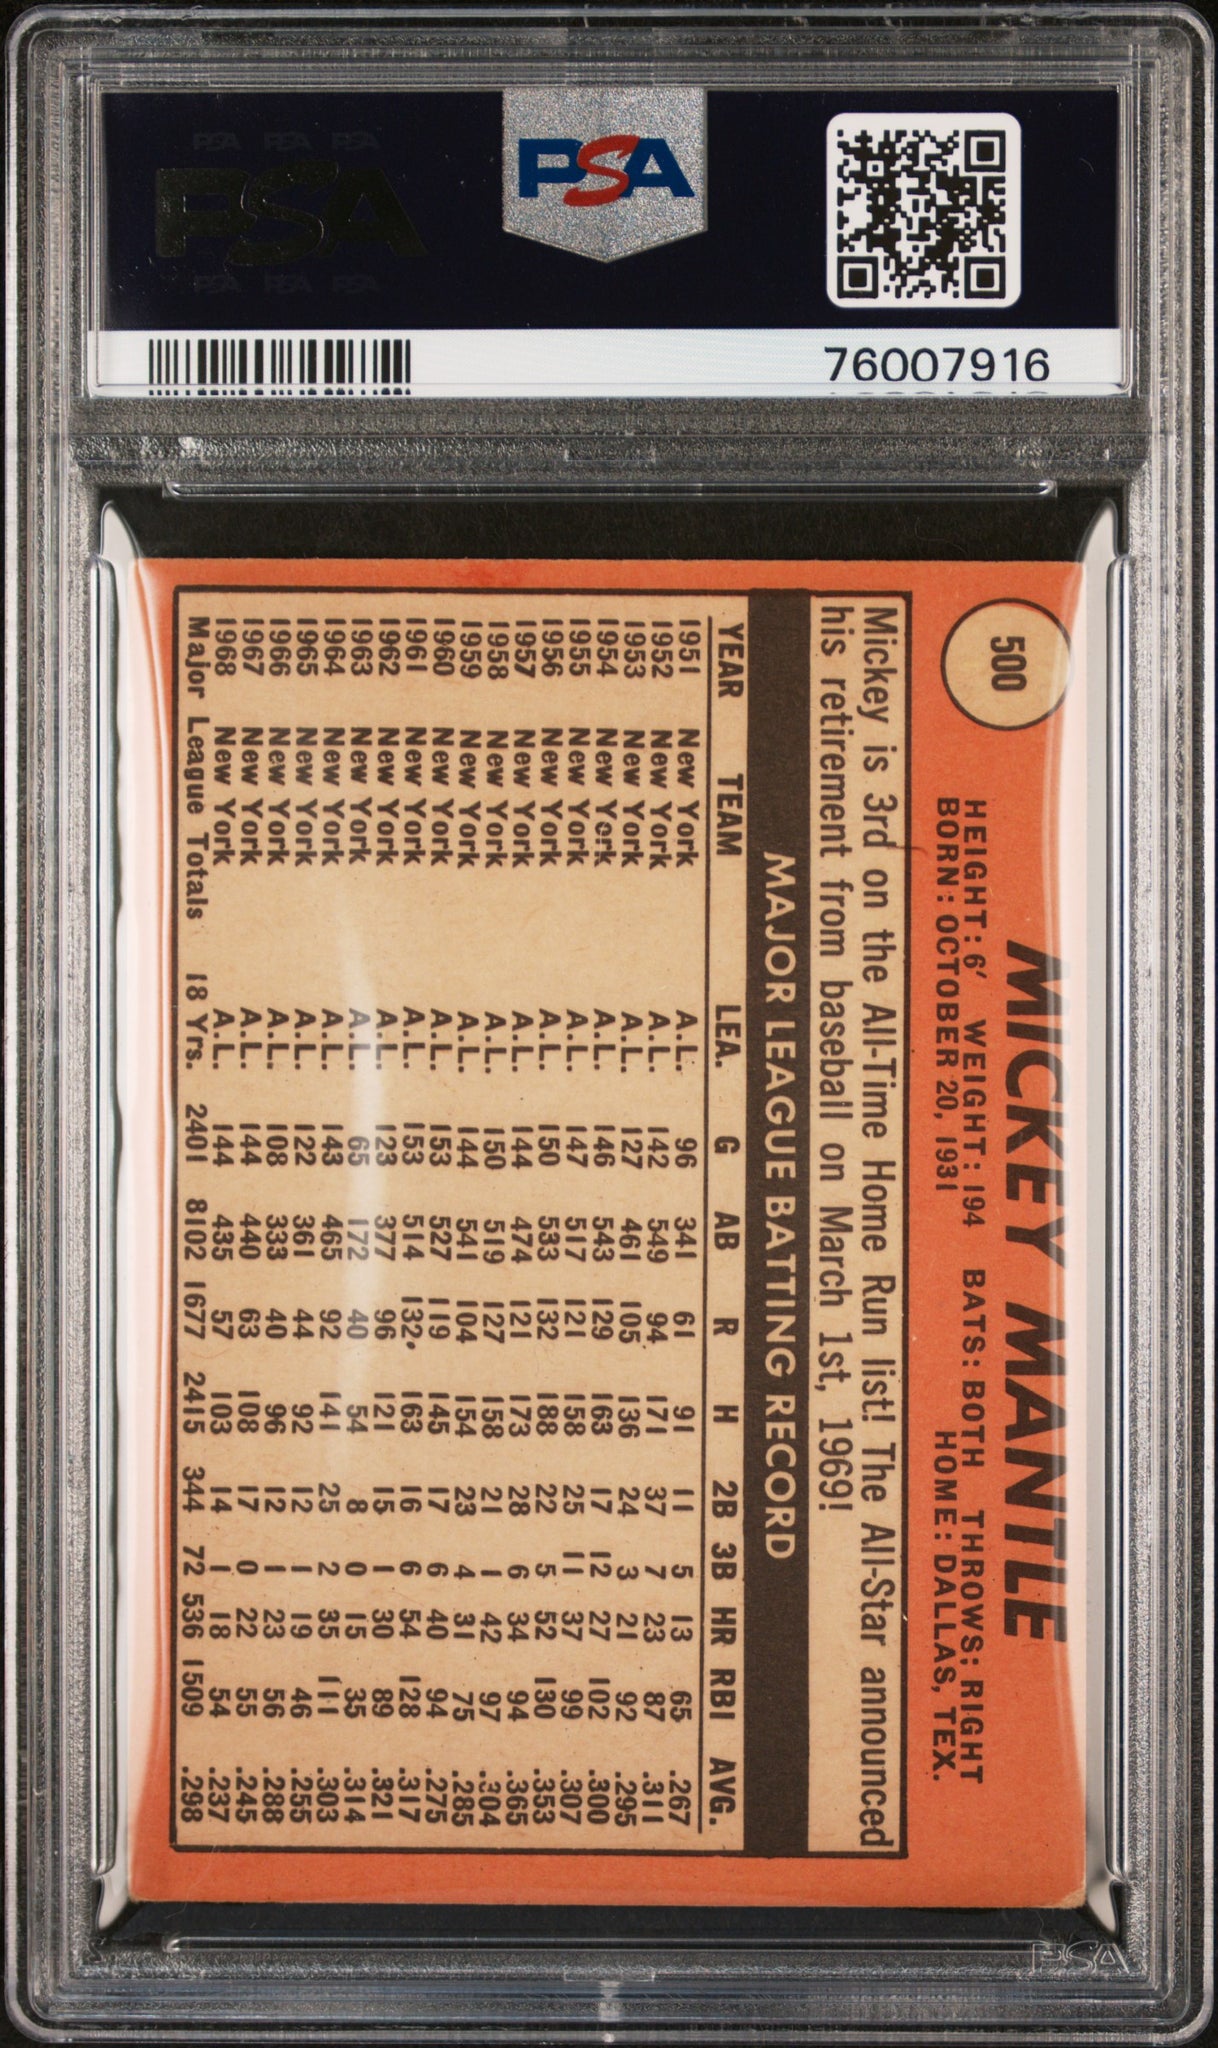 PSA PSA PSA
PSA
PSA PSA PSA
PSA
76007916
500
MICKEY MANTLE
HEIGHT: 6' WEIGHT: 194 BATS: BOTH THROWS: RIGHT
BORN: OCTOBER 20, 1931 HOME: DALLAS, TEX.
Mickey is 3rd on the All-Time Home Run list! The All-Star announced
his retirement from baseball on March 1st, 1969!
MAJOR LEAGUE BATTING RECORD
YEAR TEAM LEA. G AB R H 2B 3B HR RBI AVG.
1951 New York A.L. 96 341 61 91 11 5 13 65 .267
1952 New York A.L. 142 549 94 171 37 7 23 87 .311
1953 New York A.L. 127 461 105 136 24 3 21 92 .295
1954 New York A.L. 146 543 129 163 17 12 27 102 .300
1955 New York A.L. 147 517 121 158 25 11 37 99 .307
1956 New York A.L. 150 533 132 188 22 5 52 130 .353
1957 New York A.L. 144 474 121 173 28 6 34 94 .365
1958 New York A.L. 150 519 127 158 21 1 42 97 .304
1959 New York A.L. 144 541 104 154 23 4 31 75 .285
1960 New York A.L. 153 527 119 145 17 6 40 94 .275
1961 New York A.L. 153 514 132 163 16 6 54 128 .317
1962 New York A.L. 123 377 96 121 15 1 30 89 .321
1963 New York A.L. 65 172 40 54 8 0 15 35 .314
1964 New York A.L. 143 465 92 141 25 2 35 111 .303
1965 New York A.L. 122 361 44 92 12 1 19 46 .255
1966 New York A.L. 108 333 40 96 12 1 23 56 .288
1967 New York A.L. 144 440 63 108 17 0 22 55 .245
1968 New York A.L. 144 435 57 103 14 1 18 54 .237
Major League Totals 18 Yrs. 2401 8102 1677 2415 344 72 536 1509 .298
PSA